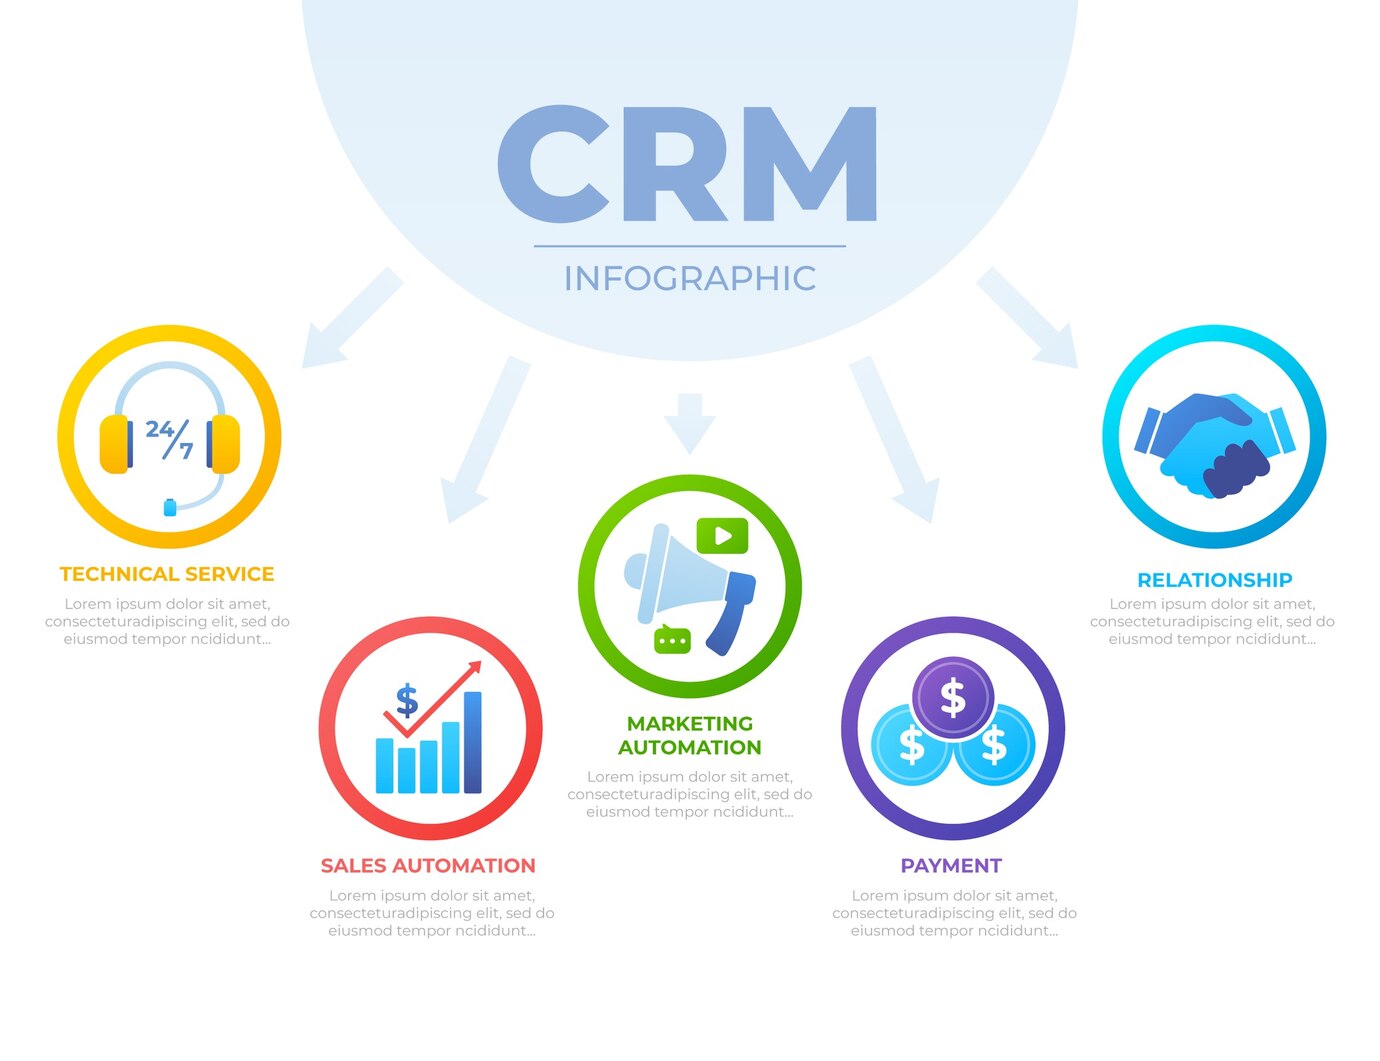 CRM
INFOGRAPHIC
24/7
TECHNICAL SERVICE
Lorem ipsum dolor sit amet,
consecteturadipiscing elit, sed do
eiusmod tempor ncididunt...
$
SALES AUTOMATION
Lorem ipsum dolor sit amet,
consecteturadipiscing elit, sed do
eiusmod tempor ncididunt...
MARKETING
AUTOMATION
Lorem ipsum dolor sit amet,
consecteturadipiscing elit, sed do
eiusmod tempor ncididunt...
$
$ $
PAYMENT
Lorem ipsum dolor sit amet,
consecteturadipiscing elit, sed do
eiusmod tempor ncididunt...
RELATIONSHIP
Lorem ipsum dolor sit amet,
consecteturadipiscing elit, sed do
eiusmod tempor ncididunt...